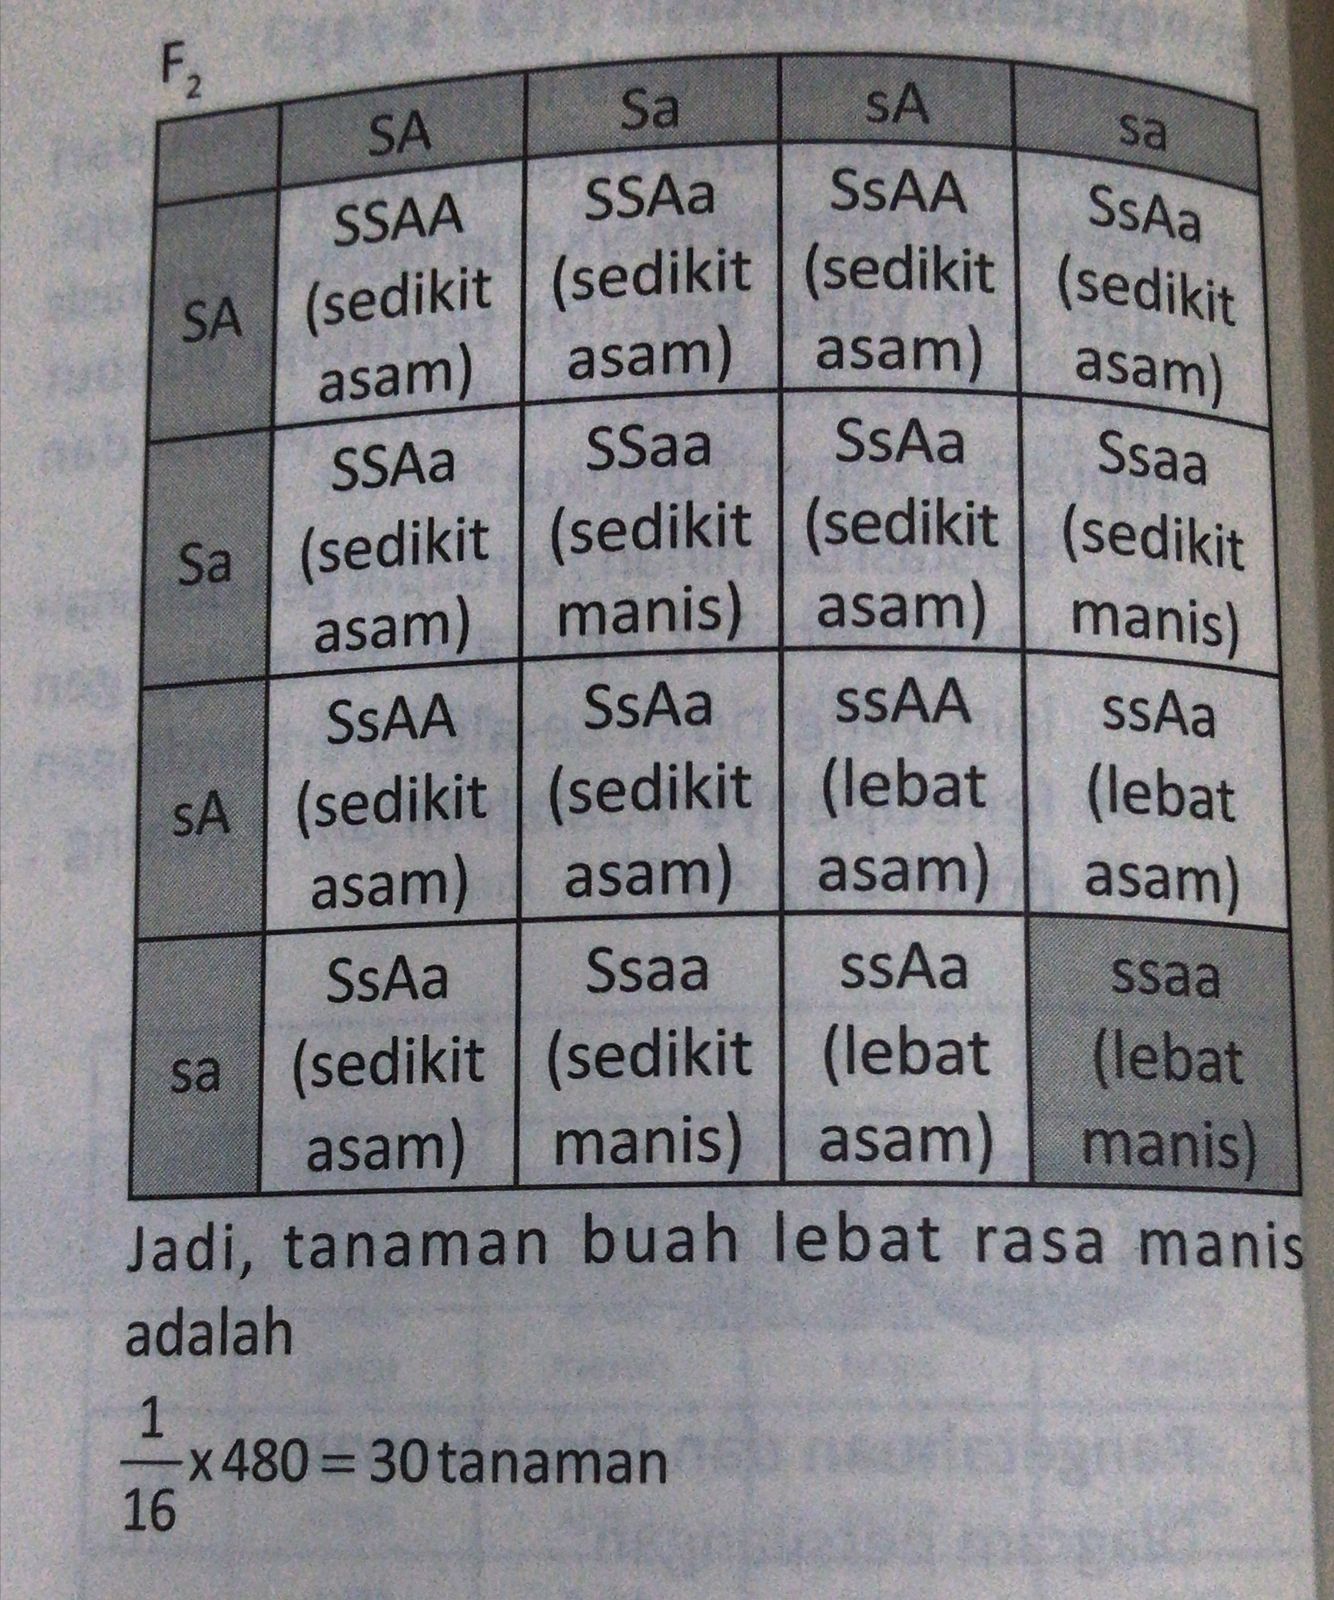 F₂
SA Sa sA sa
SA SSAA (sedikit asam) SSAa (sedikit asam) SsAA (sedikit asam) SsAa (sedikit asam)
Sa SSAa (sedikit asam) SSaa (sedikit manis) SsAa (sedikit asam) Ssaa (sedikit manis)
sA SsAA (sedikit asam) SsAa (sedikit asam) ssAA (lebat asam) ssAa (lebat asam)
sa SsAa (sedikit asam) Ssaa (sedikit manis) ssAa (lebat asam) ssaa (lebat manis)
Jadi, tanaman buah lebat rasa manis
adalah
1/16 x 480 = 30 tanaman